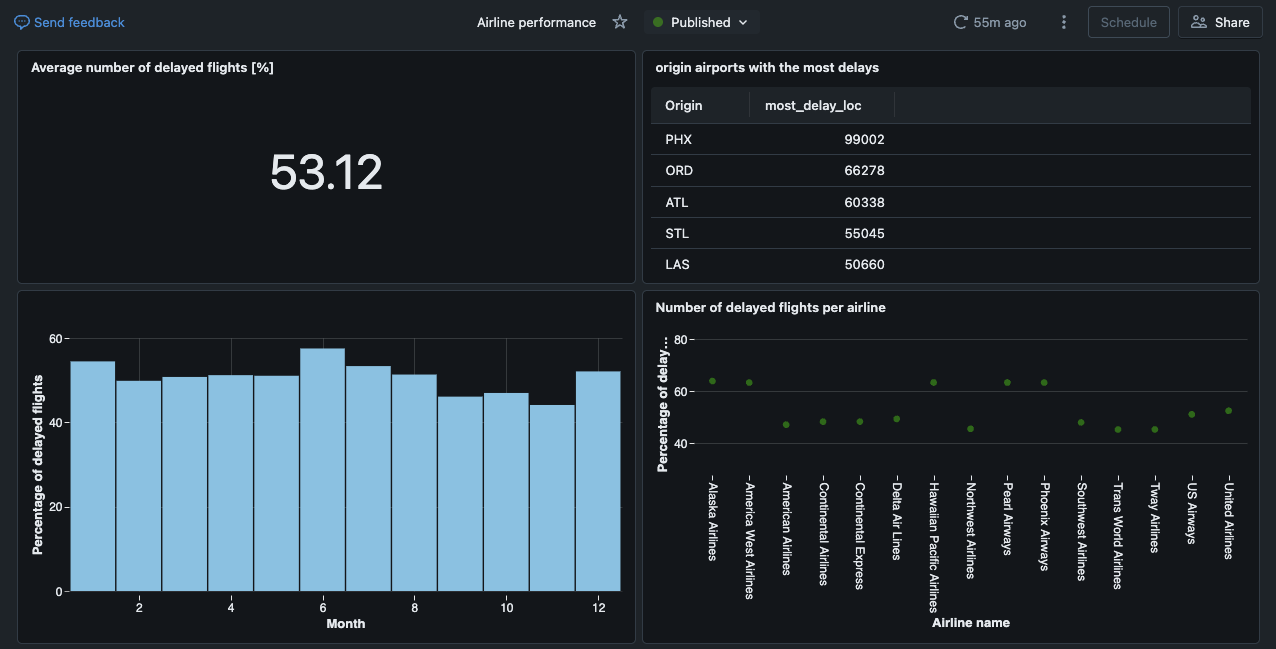 Send feedback
Airline performance
Published
55m ago
Schedule
Share
Average number of delayed flights [%]
53.12
origin airports with the most delays
Origin most_delay_loc
PHX 99002
ORD 66278
ATL 60338
STL 55045
LAS 50660
Percentage of delayed flights
60
40
20
0
2 4 6 8 10 12
Month
Number of delayed flights per airline
Percentage of delay...
80
60
40
Alaska Airlines
America West Airlines
American Airlines
Continental Airlines
Continental Express
Delta Air Lines
Hawaiian Pacific Airlines
Northwest Airlines
Pearl Airways
Phoenix Airways
Southwest Airlines
Trans World Airlines
Tway Airlines
US Airways
United Airlines
Airline name